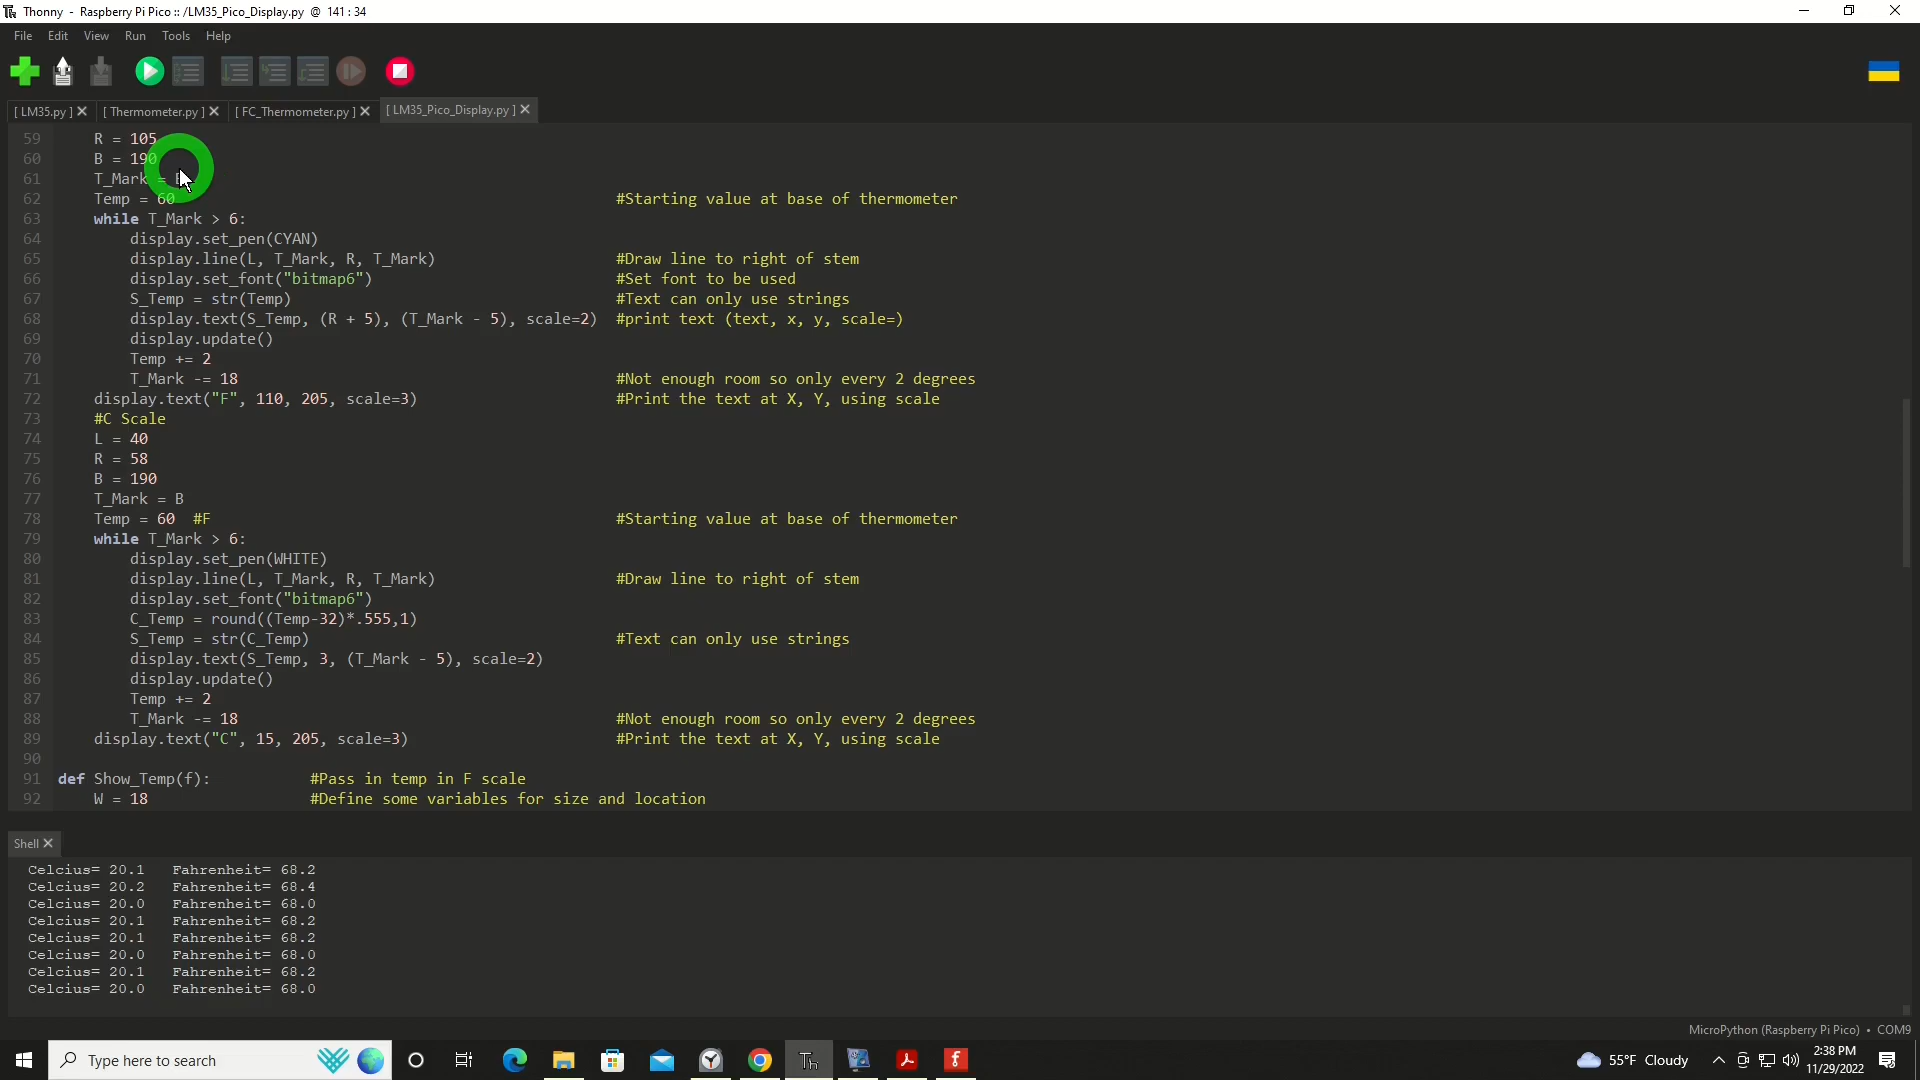 Thonny - Raspberry Pi Pico :: /LM35_Pico_Display.py @ 141 : 34
File Edit View Run Tools Help
[ LM35.py ] [ Thermometer.py ] [ FC_Thermometer.py ] [ LM35_Pico_Display.py ]
59 R = 105
60 B = 190
61 T_Mark =
62 Temp = 60 #Starting value at base of thermometer
63 while T_Mark > 6:
64 display.set_pen(CYAN)
65 display.line(L, T_Mark, R, T_Mark) #Draw line to right of stem
66 display.set_font("bitmap6") #Set font to be used
67 S_Temp = str(Temp) #Text can only use strings
68 display.text(S_Temp, (R + 5), (T_Mark - 5), scale=2) #print text (text, x, y, scale=)
69 display.update()
70 Temp += 2
71 T_Mark -= 18 #Not enough room so only every 2 degrees
72 display.text("F", 110, 205, scale=3) #Print the text at X, Y, using scale
73 #C Scale
74 L = 40
75 R = 58
76 B = 190
77 T_Mark = B
78 Temp = 60 #F #Starting value at base of thermometer
79 while T_Mark > 6:
80 display.set_pen(WHITE)
81 display.line(L, T_Mark, R, T_Mark) #Draw line to right of stem
82 display.set_font("bitmap6")
83 C_Temp = round((Temp-32)*.555,1)
84 S_Temp = str(C_Temp) #Text can only use strings
85 display.text(S_Temp, 3, (T_Mark - 5), scale=2)
86 display.update()
87 Temp += 2
88 T_Mark -= 18 #Not enough room so only every 2 degrees
89 display.text("C", 15, 205, scale=3) #Print the text at X, Y, using scale
90
91 def Show_Temp(f): #Pass in temp in F scale
92 W = 18 #Define some variables for size and location
Shell
Celcius= 20.1 Fahrenheit= 68.2
Celcius= 20.2 Fahrenheit= 68.4
Celcius= 20.0 Fahrenheit= 68.0
Celcius= 20.1 Fahrenheit= 68.2
Celcius= 20.1 Fahrenheit= 68.2
Celcius= 20.0 Fahrenheit= 68.0
Celcius= 20.1 Fahrenheit= 68.2
Celcius= 20.0 Fahrenheit= 68.0
MicroPython (Raspberry Pi Pico) • COM9
Type here to search
Th
55°F Cloudy
2:38 PM
11/29/2022